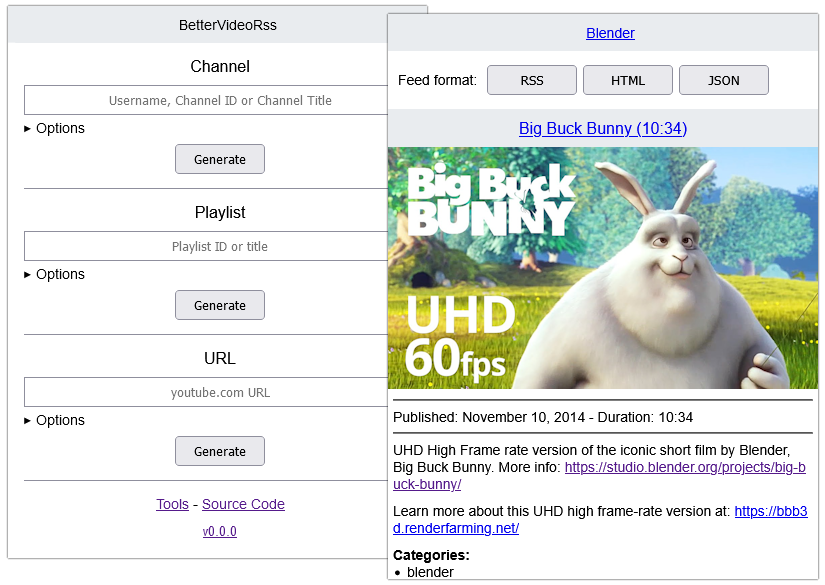 BetterVideoRss
Channel
Username, Channel ID or Channel Title
▸ Options
Generate
Playlist
Playlist ID or title
▸ Options
Generate
URL
youtube.com URL
▸ Options
Generate
Tools - Source Code
v0.0.0
Blender
Feed format: RSS HTML JSON
Big Buck Bunny (10:34)
Big Buck
BUNNY
UHD
60fps
Published: November 10, 2014 - Duration: 10:34
UHD High Frame rate version of the iconic short film by Blender,
Big Buck Bunny. More info: https://studio.blender.org/projects/big-b
uck-bunny/
Learn more about this UHD high frame-rate version at: https://bbb3
d.renderfarming.net/
Categories:
• blender